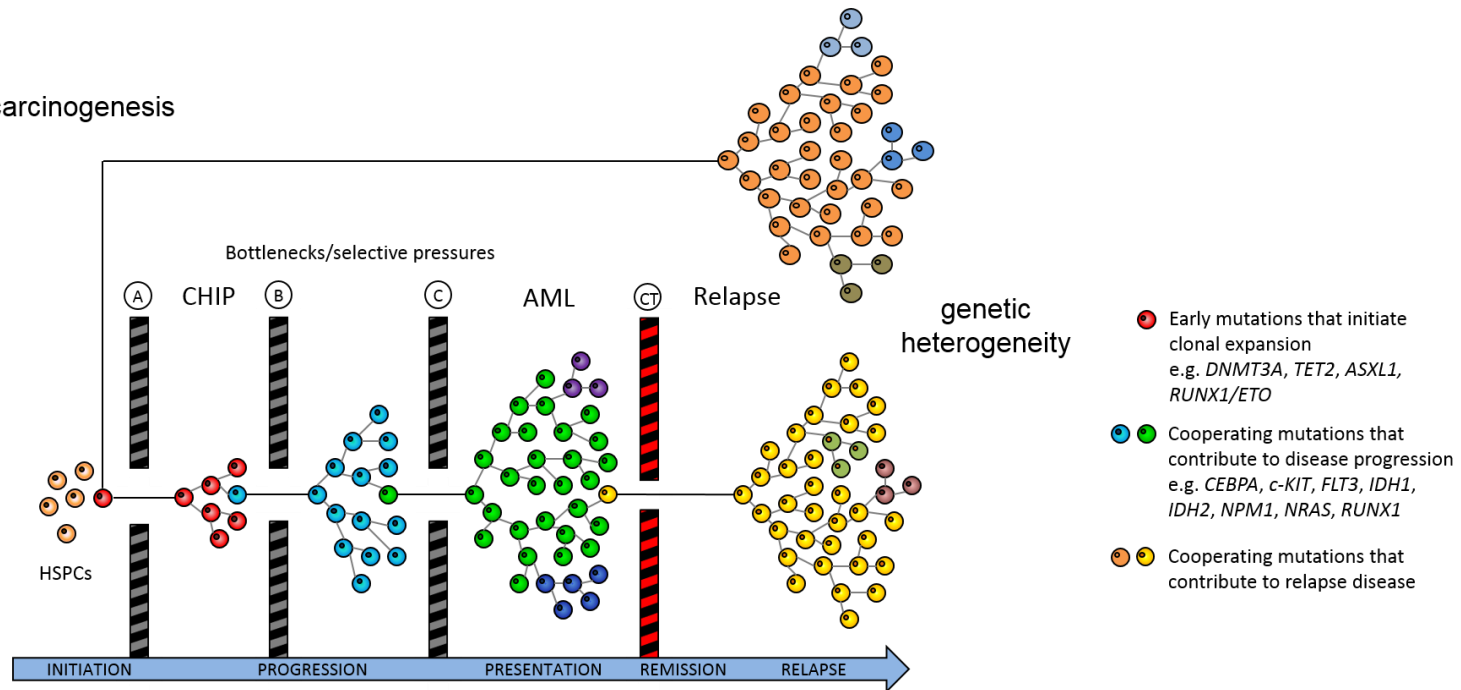 carcinogenesis
Bottlenecks/selective pressures
A
CHIP
B
C
AML
CT
Relapse
genetic
heterogeneity
HSPCs
Early mutations that initiate
clonal expansion
e.g. DNMT3A, TET2, ASXL1,
RUNX1/ETO
Cooperating mutations that
contribute to disease progression
e.g. CEBPA, c-KIT, FLT3, IDH1,
IDH2, NPM1, NRAS, RUNX1
Cooperating mutations that
contribute to relapse disease
INITIATION
PROGRESSION
PRESENTATION
REMISSION
RELAPSE